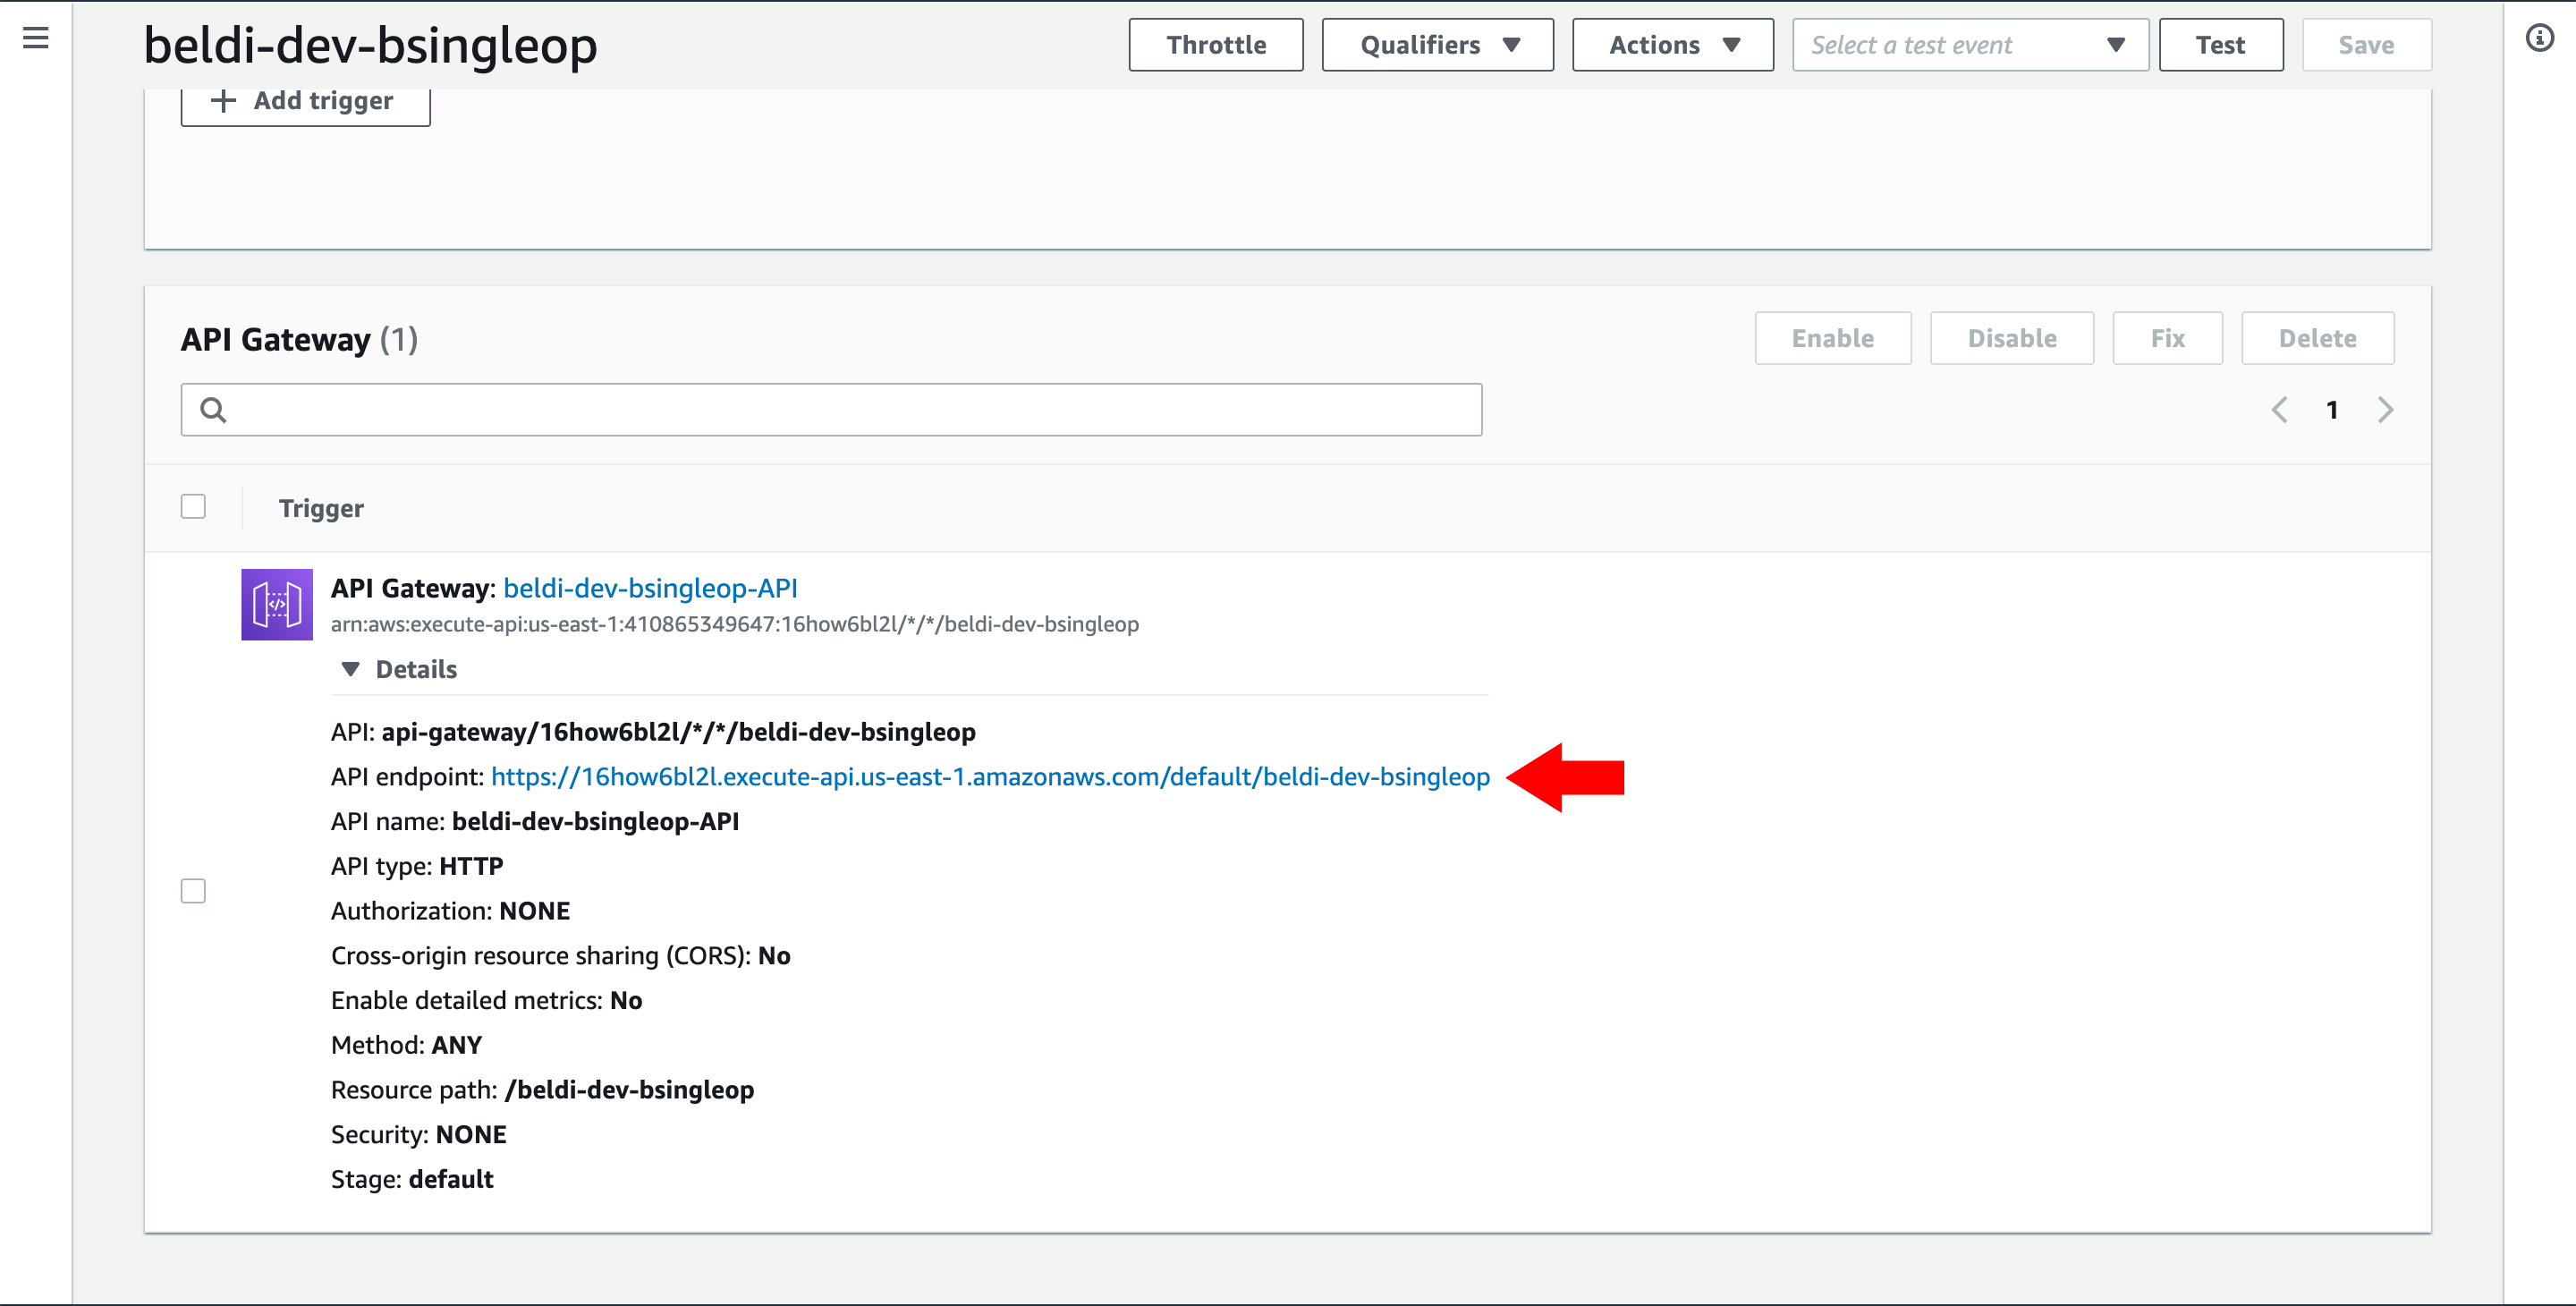 beldi-dev-bsingleop
Throttle
Qualifiers
Actions
Select a test event
Test
Save
Add trigger
API Gateway (1)
Enable
Disable
Fix
Delete
1
Trigger
API Gateway: beldi-dev-bsingleop-API
arn:aws:execute-api:us-east-1:410865349647:16how6bl2l/*/*/beldi-dev-bsingleop
Details
API: api-gateway/16how6bl2l/*/*/beldi-dev-bsingleop
API endpoint: https://16how6bl2l.execute-api.us-east-1.amazonaws.com/default/beldi-dev-bsingleop
API name: beldi-dev-bsingleop-API
API type: HTTP
Authorization: NONE
Cross-origin resource sharing (CORS): No
Enable detailed metrics: No
Method: ANY
Resource path: /beldi-dev-bsingleop
Security: NONE
Stage: default